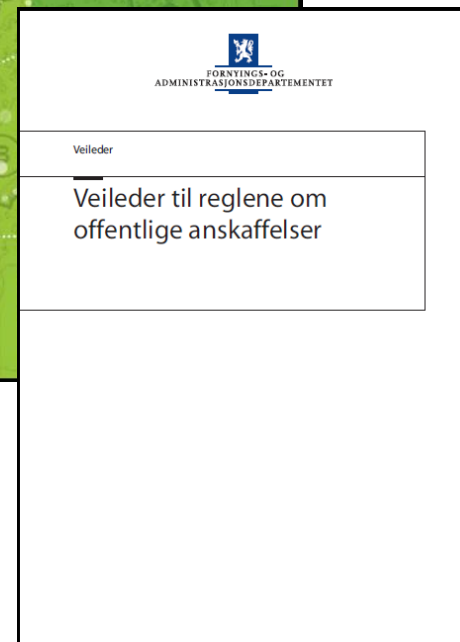 FORNYINGS- OG
ADMINISTRASJONSDEPARTEMENTET
Veileder
Veileder til reglene om
offentlige anskaffelser